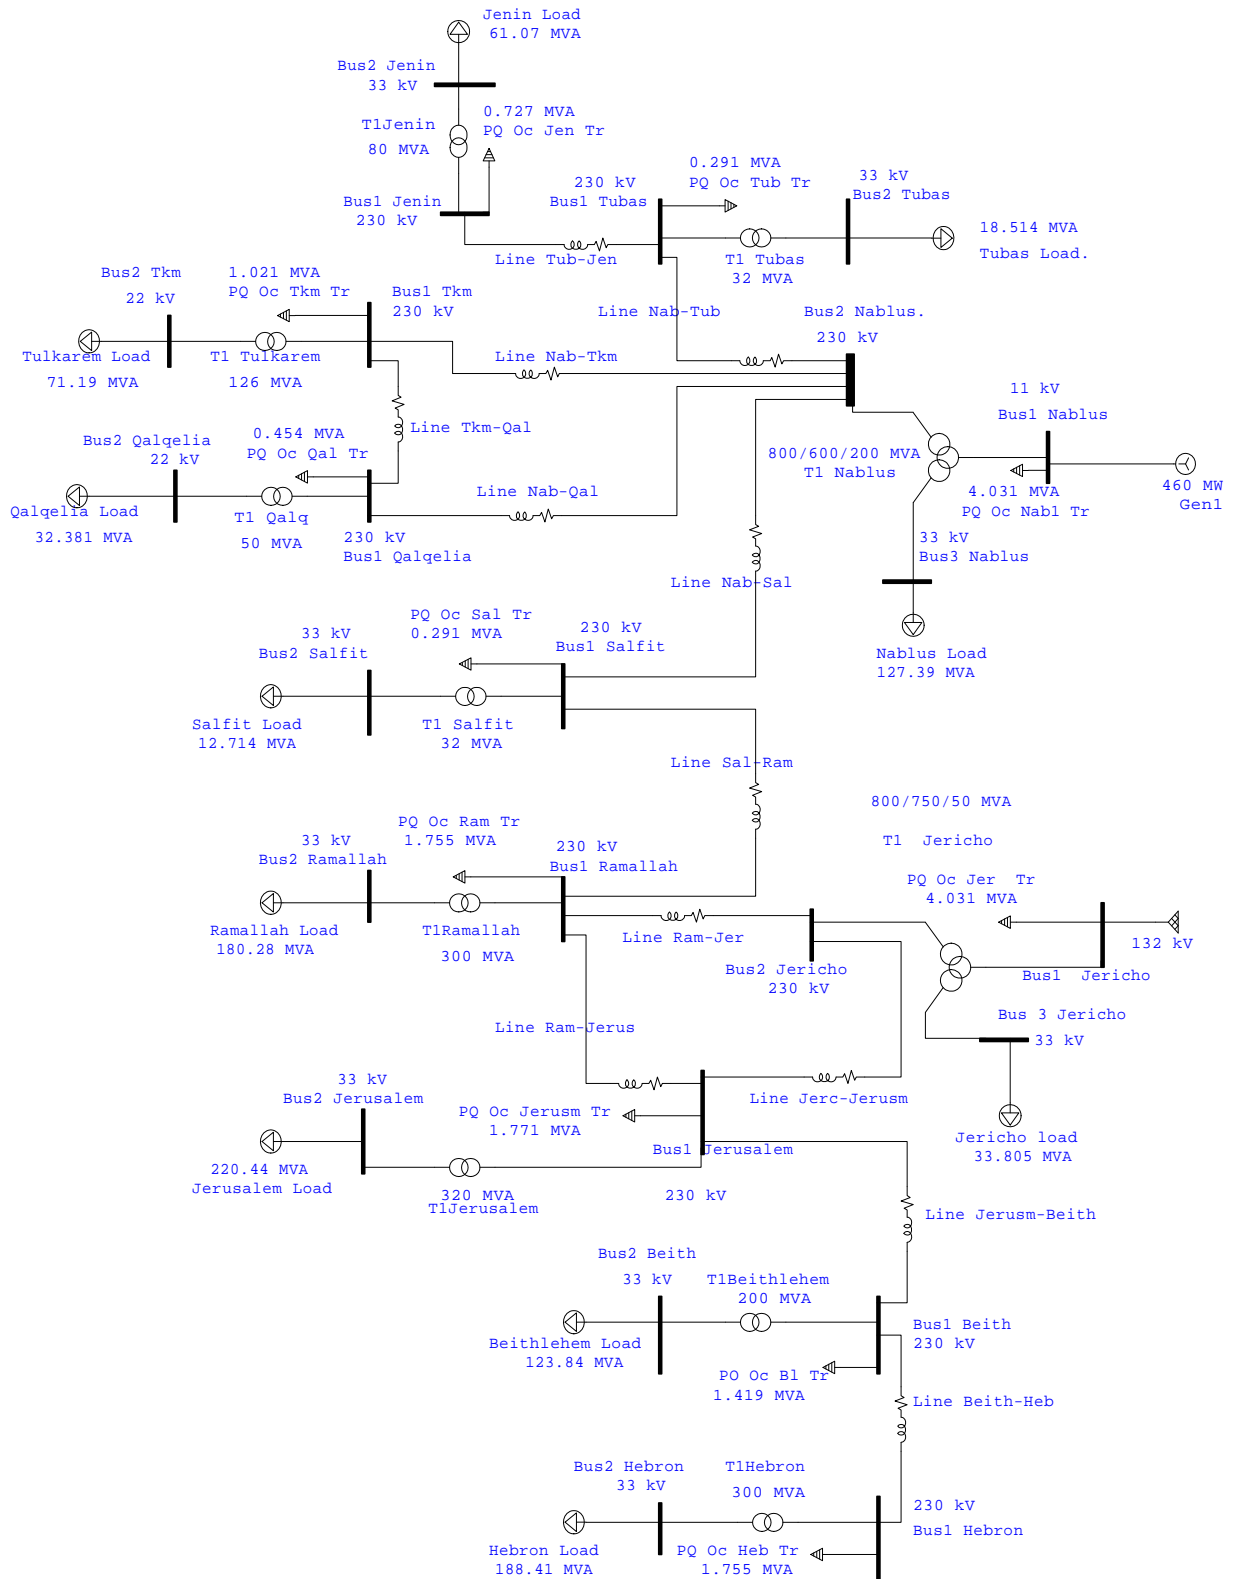 Jenin Load
61.07 MVA
Bus2 Jenin
33 kV
0.727 MVA
PQ Oc Jen Tr
T1Jenin
80 MVA
Bus1 Jenin
230 kV
230 kV
Bus1 Tubas
0.291 MVA
PQ Oc Tub Tr
33 kV
Bus2 Tubas
18.514 MVA
Tubas Load.
Line Tub-Jen
T1 Tubas
32 MVA
Bus2 Tkm
22 kV
1.021 MVA
PQ Oc Tkm Tr
Bus1 Tkm
230 kV
Line Nab-Tub
Bus2 Nablus.
230 kV
Tulkarem Load
71.19 MVA
T1 Tulkarem
126 MVA
Line Nab-Tkm
11 kV
Bus1 Nablus
Bus2 Qalqelia
22 kV
0.454 MVA
PQ Oc Qal Tr
Line Tkm-Qal
800/600/200 MVA
T1 Nablus
Line Nab-Qal
4.031 MVA
PQ Oc Nabl Tr
460 MW
Gen1
Qalqelia Load
32.381 MVA
T1 Qalq
50 MVA
230 kV
Bus1 Qalqelia
33 kV
Bus3 Nablus
Line Nab-Sal
PQ Oc Sal Tr
0.291 MVA
33 kV
Bus2 Salfit
230 kV
Bus1 Salfit
Nablus Load
127.39 MVA
Salfit Load
12.714 MVA
T1 Salfit
32 MVA
Line Sal-Ram
800/750/50 MVA
T1 Jericho
PQ Oc Ram Tr
1.755 MVA
33 kV
Bus2 Ramallah
230 kV
Bus1 Ramallah
PQ Oc Jer Tr
4.031 MVA
Ramallah Load
180.28 MVA
T1Ramallah
300 MVA
Line Ram-Jer
Bus2 Jericho
230 kV
132 kV
Bus1 Jericho
Line Ram-Jerus
Bus 3 Jericho
33 kV
33 kV
Bus2 Jerusalem
PQ Oc Jerusm Tr
1.771 MVA
Line Jerc-Jerusm
Bus1 Jerusalem
Jericho load
33.805 MVA
220.44 MVA
Jerusalem Load
320 MVA
T1Jerusalem
230 kV
Line Jerusm-Beith
Bus2 Beith
33 kV
T1Beithlehem
200 MVA
Bus1 Beith
230 kV
Beithlehem Load
123.84 MVA
PO Oc Bl Tr
1.419 MVA
Line Beith-Heb
Bus2 Hebron
33 kV
T1Hebron
300 MVA
230 kV
Bus1 Hebron
Hebron Load
188.41 MVA
PQ Oc Heb Tr
1.755 MVA